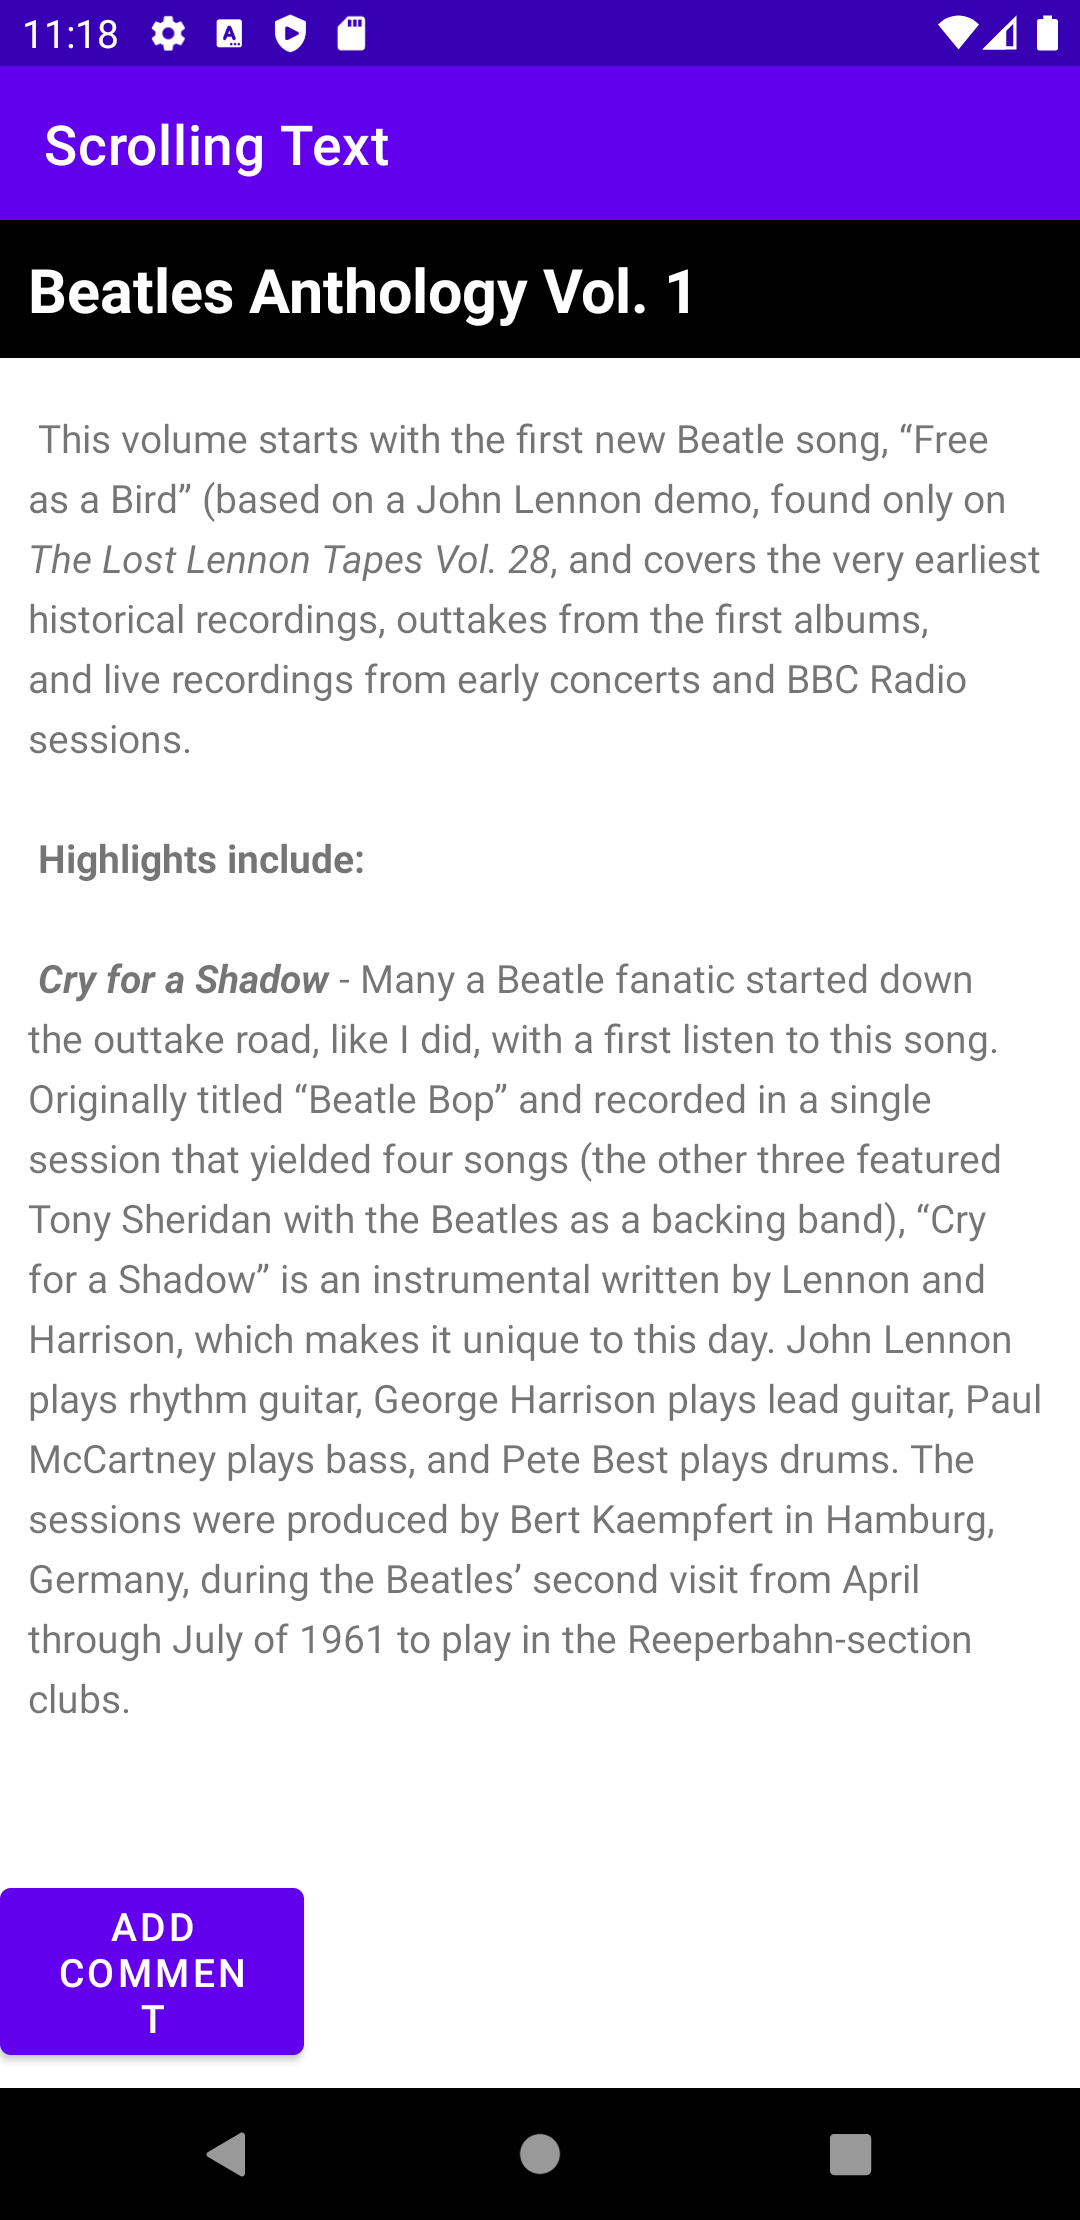 11:18
Scrolling Text
Beatles Anthology Vol. 1
This volume starts with the first new Beatle song, “Free
as a Bird” (based on a John Lennon demo, found only on
The Lost Lennon Tapes Vol. 28, and covers the very earliest
historical recordings, outtakes from the first albums,
and live recordings from early concerts and BBC Radio
sessions.
Highlights include:
Cry for a Shadow - Many a Beatle fanatic started down
the outtake road, like I did, with a first listen to this song.
Originally titled “Beatle Bop” and recorded in a single
session that yielded four songs (the other three featured
Tony Sheridan with the Beatles as a backing band), “Cry
for a Shadow” is an instrumental written by Lennon and
Harrison, which makes it unique to this day. John Lennon
plays rhythm guitar, George Harrison plays lead guitar, Paul
McCartney plays bass, and Pete Best plays drums. The
sessions were produced by Bert Kaempfert in Hamburg,
Germany, during the Beatles’ second visit from April
through July of 1961 to play in the Reeperbahn-section
clubs.
ADD
COMMEN
T